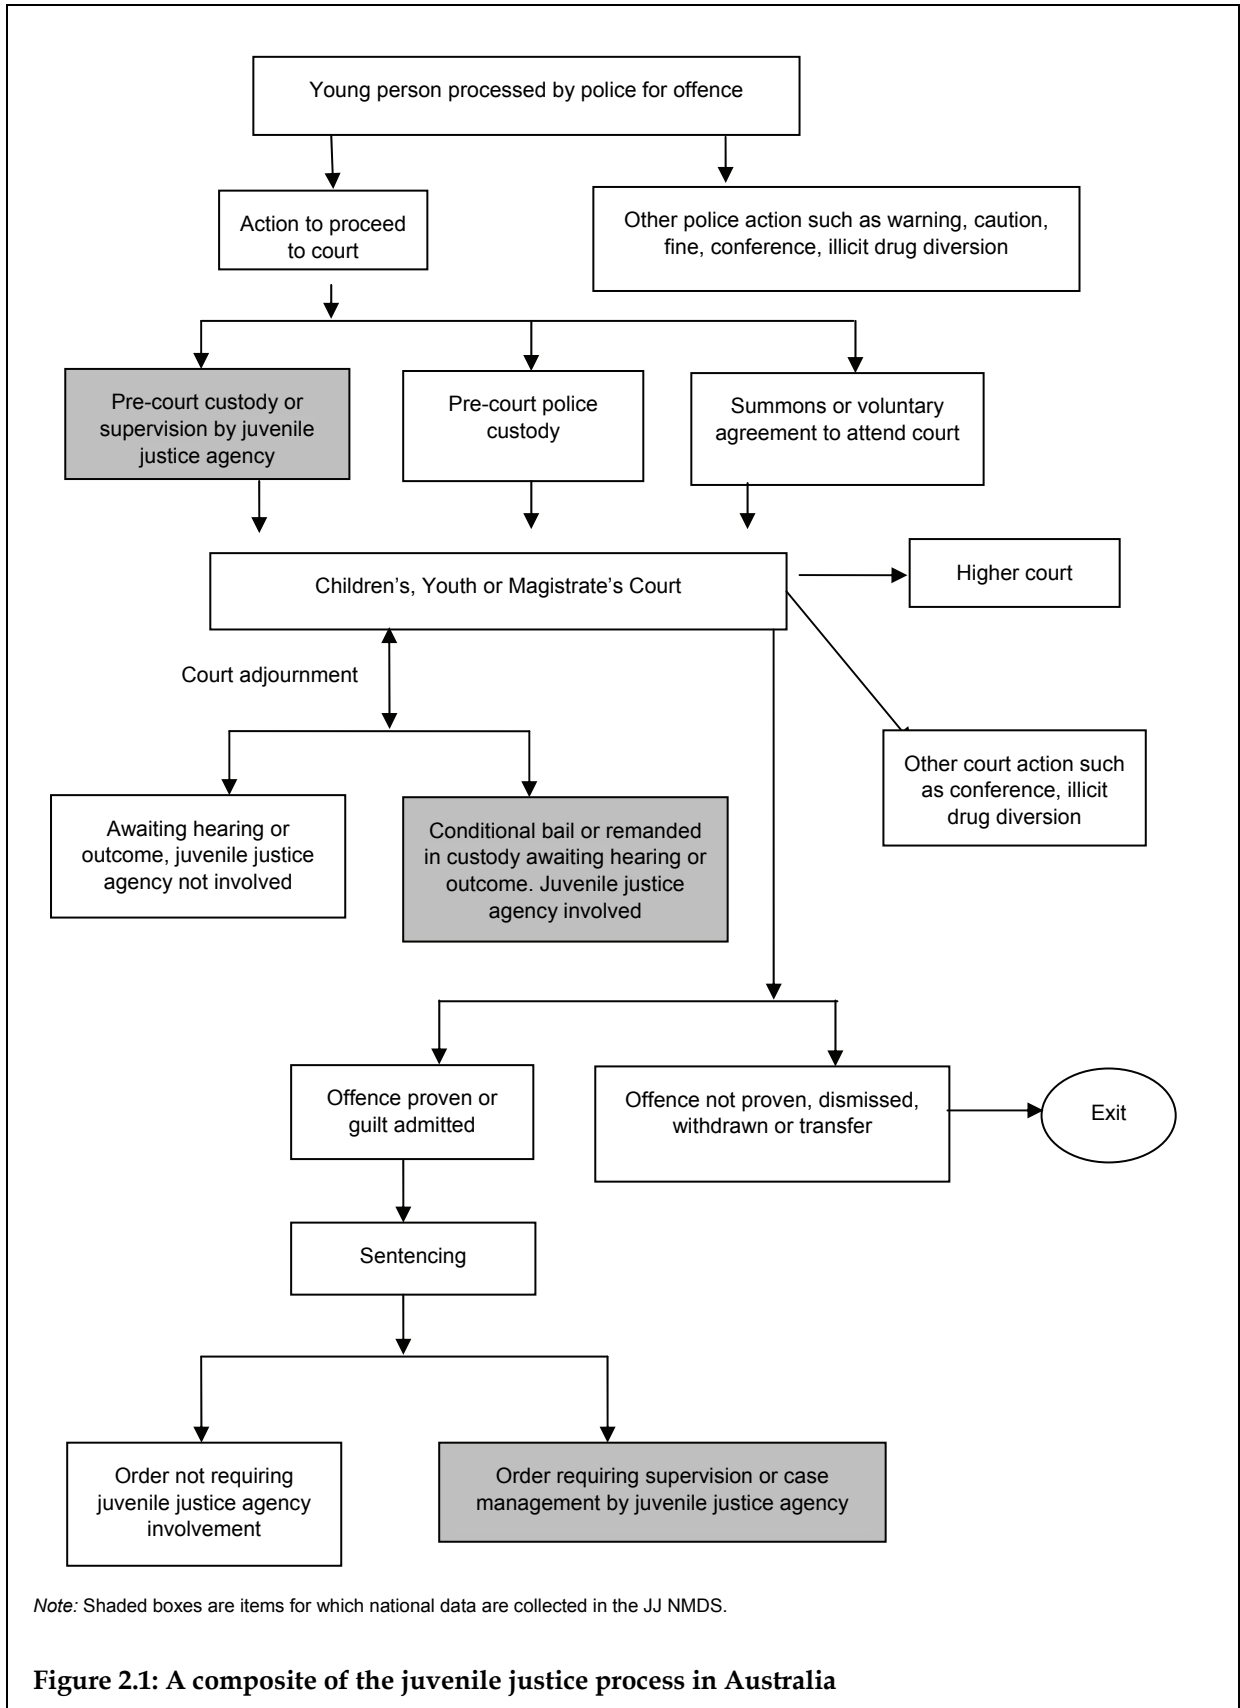 Young person processed by police for offence
Action to proceed
to court
Other police action such as warning, caution,
fine, conference, illicit drug diversion
Pre-court custody or
supervision by juvenile
justice agency
Pre-court police
custody
Summons or voluntary
agreement to attend court
Children's, Youth or Magistrate's Court
Higher court
Court adjournment
Other court action such
as conference, illicit
drug diversion
Awaiting hearing or
outcome, juvenile justice
agency not involved
Conditional bail or remanded
in custody awaiting hearing or
outcome. Juvenile justice
agency involved
Offence proven or
guilt admitted
Offence not proven, dismissed,
withdrawn or transfer
Exit
Sentencing
Order not requiring
juvenile justice agency
involvement
Order requiring supervision or case
management by juvenile justice agency
Note: Shaded boxes are items for which national data are collected in the JJ NMDS.
Figure 2.1: A composite of the juvenile justice process in Australia